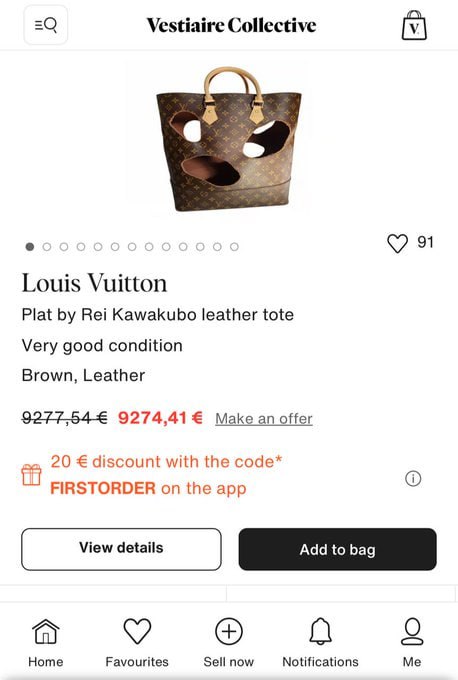 Vestiaire Collective
V.
91
Louis Vuitton
Plat by Rei Kawakubo leather tote
Very good condition
Brown, Leather
9277,54 € 9274,41 € Make an offer
20 € discount with the code*
FIRSTORDER on the app
View details
Add to bag
Home Favourites Sell now Notifications Me